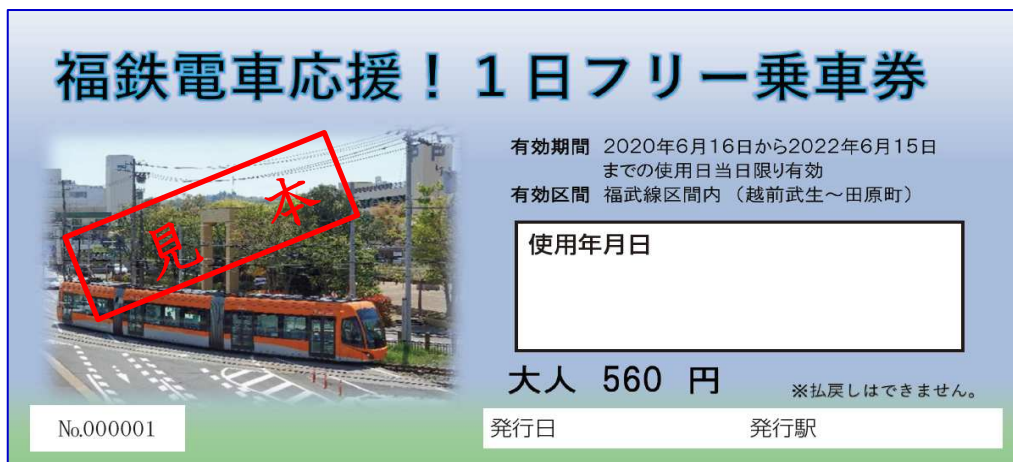 福鉄電車応援！１日フリー乗車券
有効期間 2020年6月16日から2022年6月15日
までの使用日当日限り有効
有効区間 福武線区間内 （越前武生～田原町）
見本
使用年月日
大人 560 円
※払戻しはできません。
No.000001
発行日
発行駅